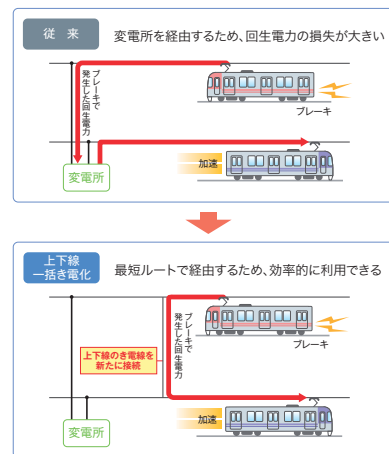 従 来
変電所を経由するため、回生電力の損失が大きい
ブレーキで
発生した回生電力
ブレーキ
加速
変電所
上下線
一括き電化
最短ルートで経由するため、効率的に利用できる
ブレーキで
発生した回生電力
ブレーキ
上下線のき電線を
新たに接続
加速
変電所